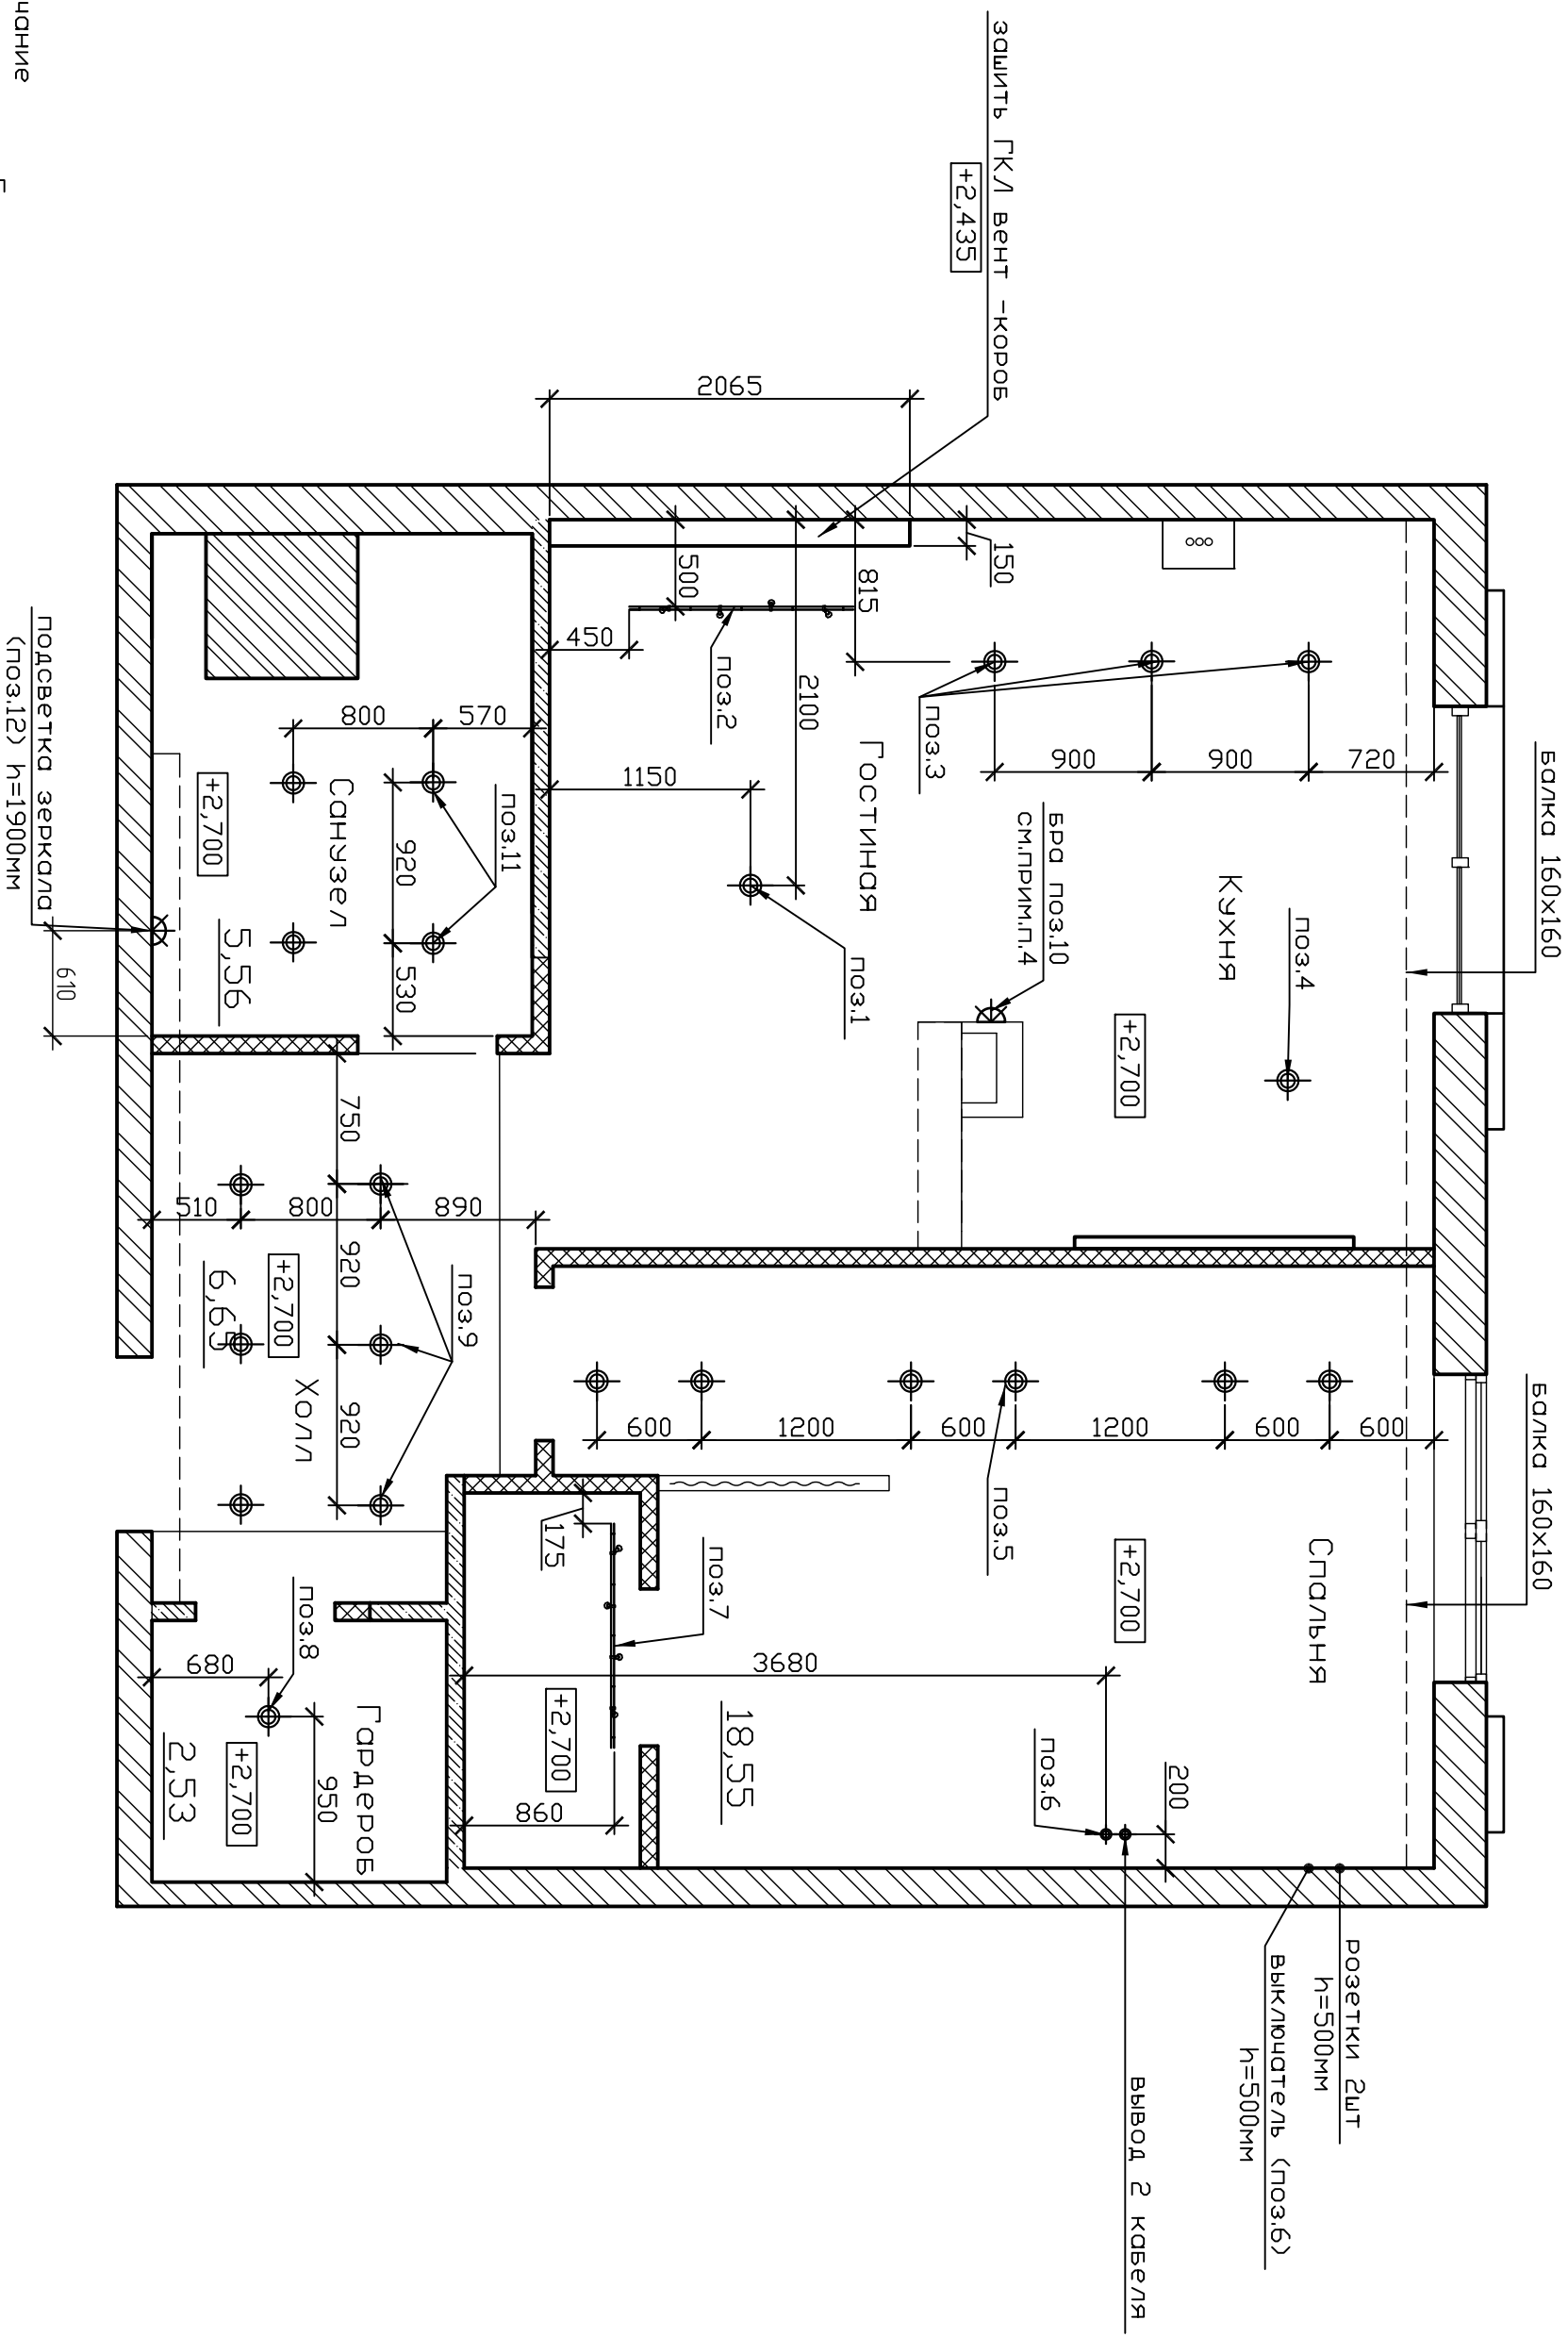 чание
зашить ГКЛ вент -короб
+2,435
2065
150
815
500
450
поз.2
2100
1150
570
800
поз.3
900
900
720
Гостиная
балка 160х160
бра поз.10
см.прим.п.4
Кухня
поз.4
+2,700
поз.1
поз.11
Санузел
+2,700
920
530
5,56
подсветка зеркала
(поз.12) h=1900мм
610
750
510
800
890
920
920
6,65
+2,700
Холл
поз.9
600
1200
600
1200
600
600
поз.5
балка 160х160
Спальня
+2,700
175
поз.7
3680
18,55
+2,700
860
поз.6
200
поз.8
680
Гардероб
950
+2,700
2,53
розетки 2шт
h=500мм
выключатель (поз.6)
h=500мм
вывод 2 кабеля